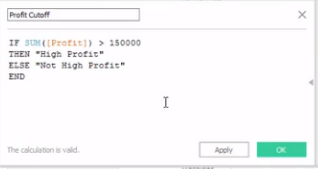 Profit Cutoff
IF SUM([Profit]) > 150000
THEN "High Profit"
ELSE "Not High Profit"
END
The calculation is valid.
Apply
OK